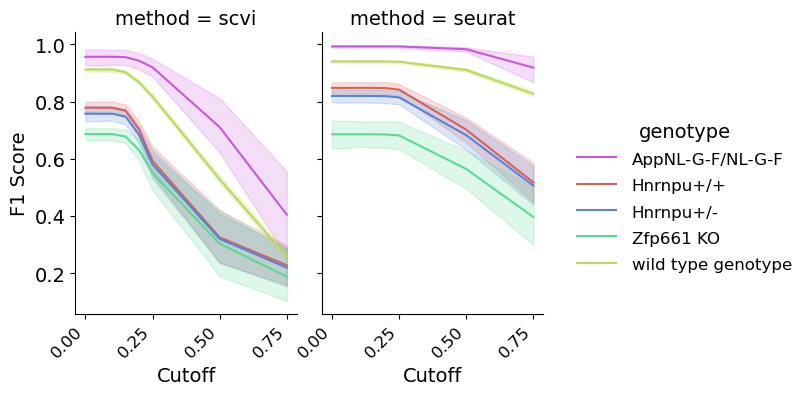 method = scvi
method = seurat
1.0
0.8
0.6
0.4
0.2
F1 Score
0.00
0.25
0.50
0.75
Cutoff
0.00
0.25
0.50
0.75
Cutoff
genotype
AppNL-G-F/NL-G-F
Hnrnpu+/+
Hnrnpu+/-
Zfp661 KO
wild type genotype